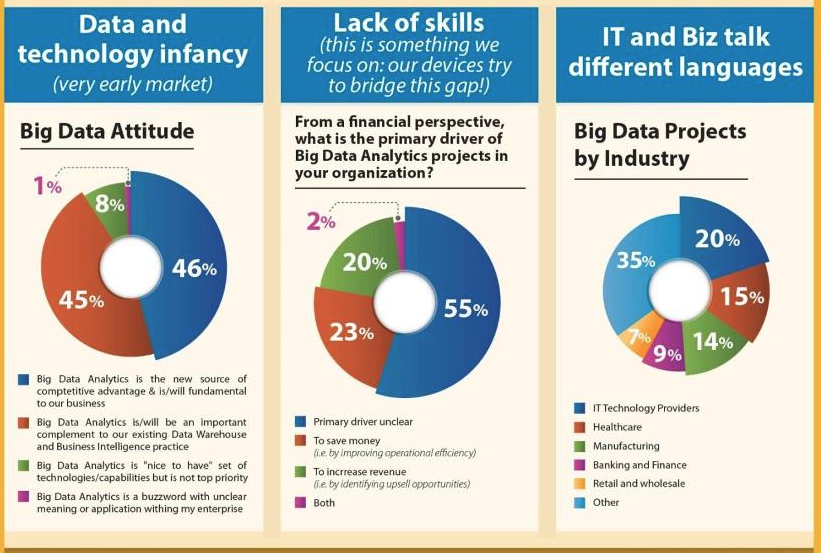 Data and
technology infancy
(very early market)
Big Data Attitude
1%
8%
46%
45%
Big Data Analytics is the new source of
comptetitive advantage & is/will fundamental
to our business
Big Data Analytics is/will be an important
complement to our existing Data Warehouse
and Business Intelligence practice
Big Data Analytics is "nice to have" set of
technologies/capabilities but is not top priority
Big Data Analytics is a buzzword with unclear
meaning or application withing my enterprise
Lack of skills
(this is something we
focus on: our devices try
to bridge this gap!)
From a financial perspective,
what is the primary driver of
Big Data Analytics projects in
your organization?
2%
20%
55%
23%
Primary driver unclear
To save money
(i.e. by improving operational efficiency)
To incrrease revenue
(i.e. by identifying upsell opportunities)
Both
IT and Biz talk
different languages
Big Data Projects
by Industry
20%
35%
15%
14%
7%
9%
IT Technology Providers
Healthcare
Manufacturing
Banking and Finance
Retail and wholesale
Other